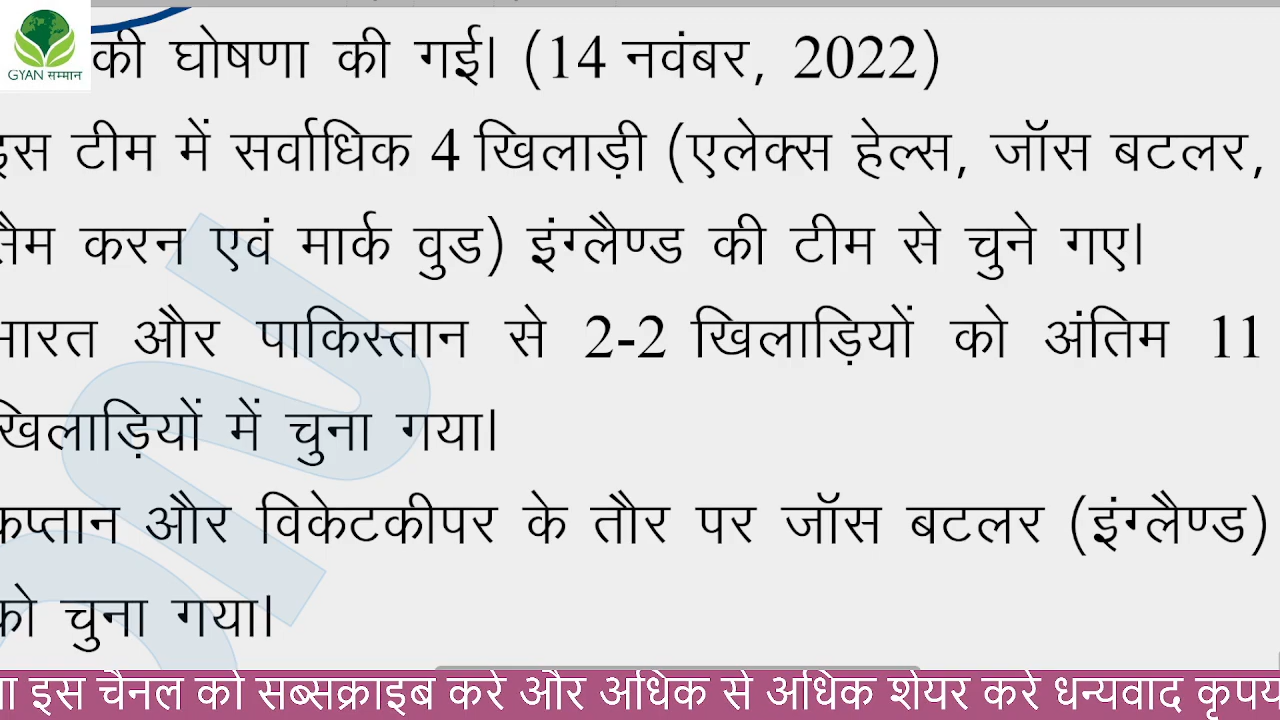 GYAN सम्मान
की घोषणा की गई। (14 नवंबर, 2022)
इस टीम में सर्वाधिक 4 खिलाड़ी (एलेक्स हेल्स, जॉस बटलर,
सैम करन एवं मार्क वुड) इंग्लैण्ड की टीम से चुने गए।
भारत और पाकिस्तान से 2-2 खिलाड़ियों को अंतिम 11
खिलाड़ियों में चुना गया।
कप्तान और विकेटकीपर के तौर पर जॉस बटलर (इंग्लैण्ड)
को चुना गया।
इस चैनल को सब्सक्राइब करे और अधिक से अधिक शेयर करे धन्यवाद